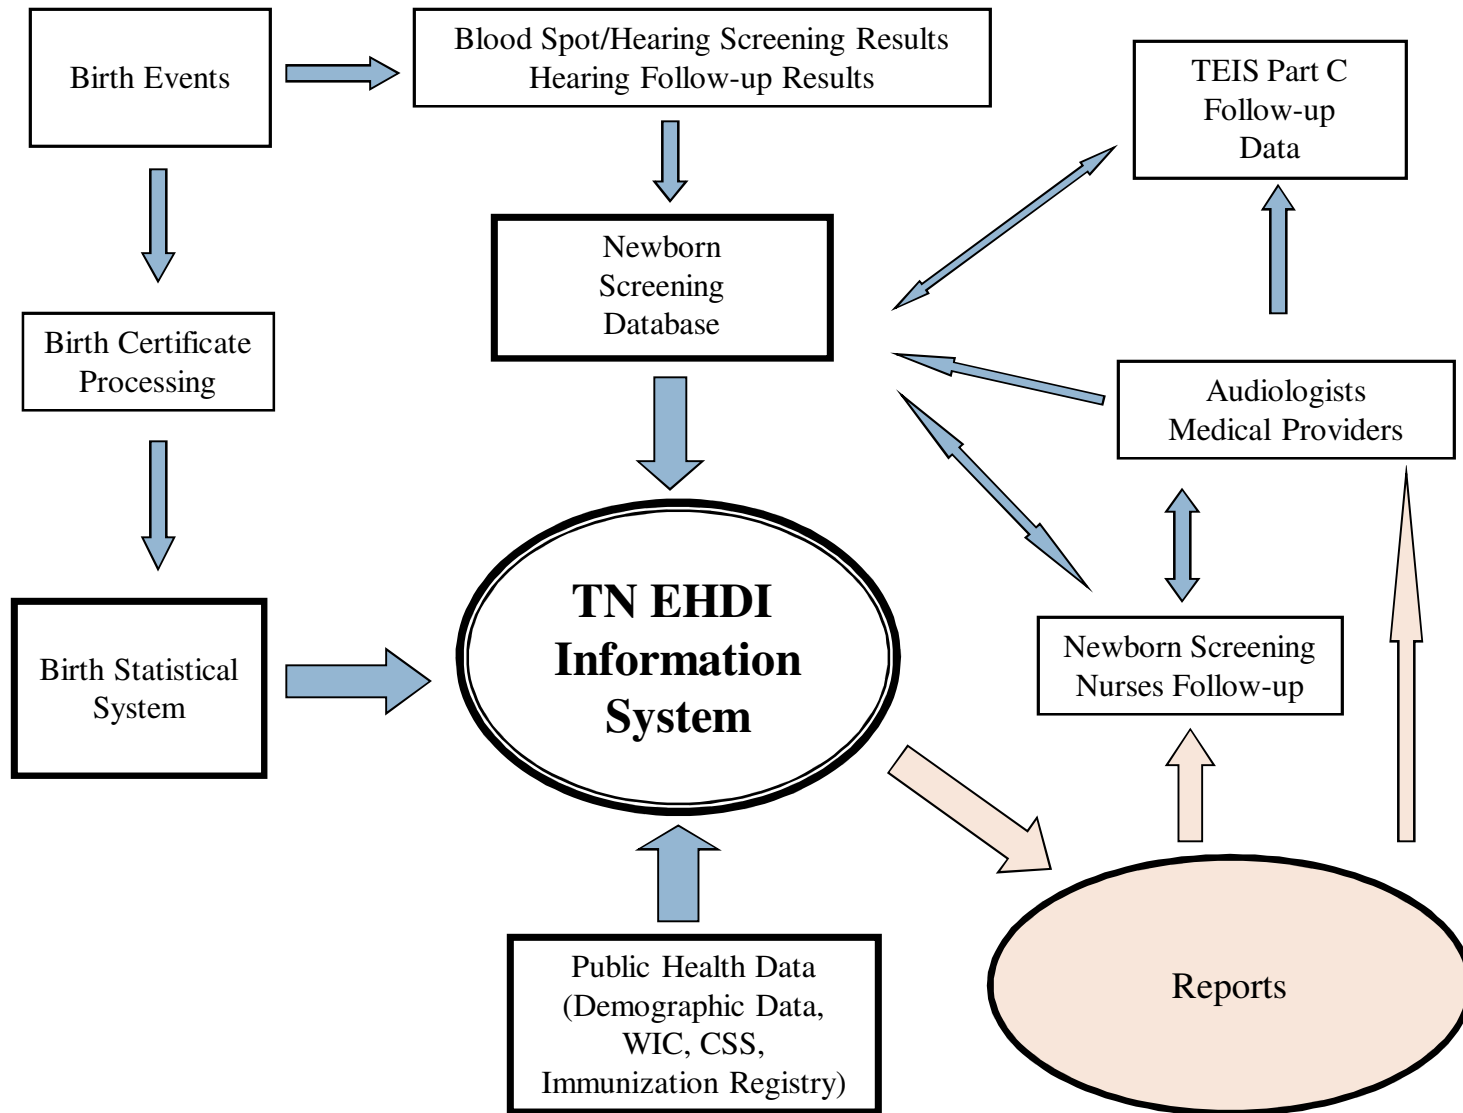 Birth Events
Blood Spot/Hearing Screening Results
Hearing Follow-up Results
TEIS Part C
Follow-up
Data
Newborn
Screening
Database
Birth Certificate
Processing
Audiologists
Medical Providers
TN EHDI
Information
System
Newborn Screening
Nurses Follow-up
Birth Statistical
System
Public Health Data
(Demographic Data,
WIC, CSS,
Immunization Registry)
Reports